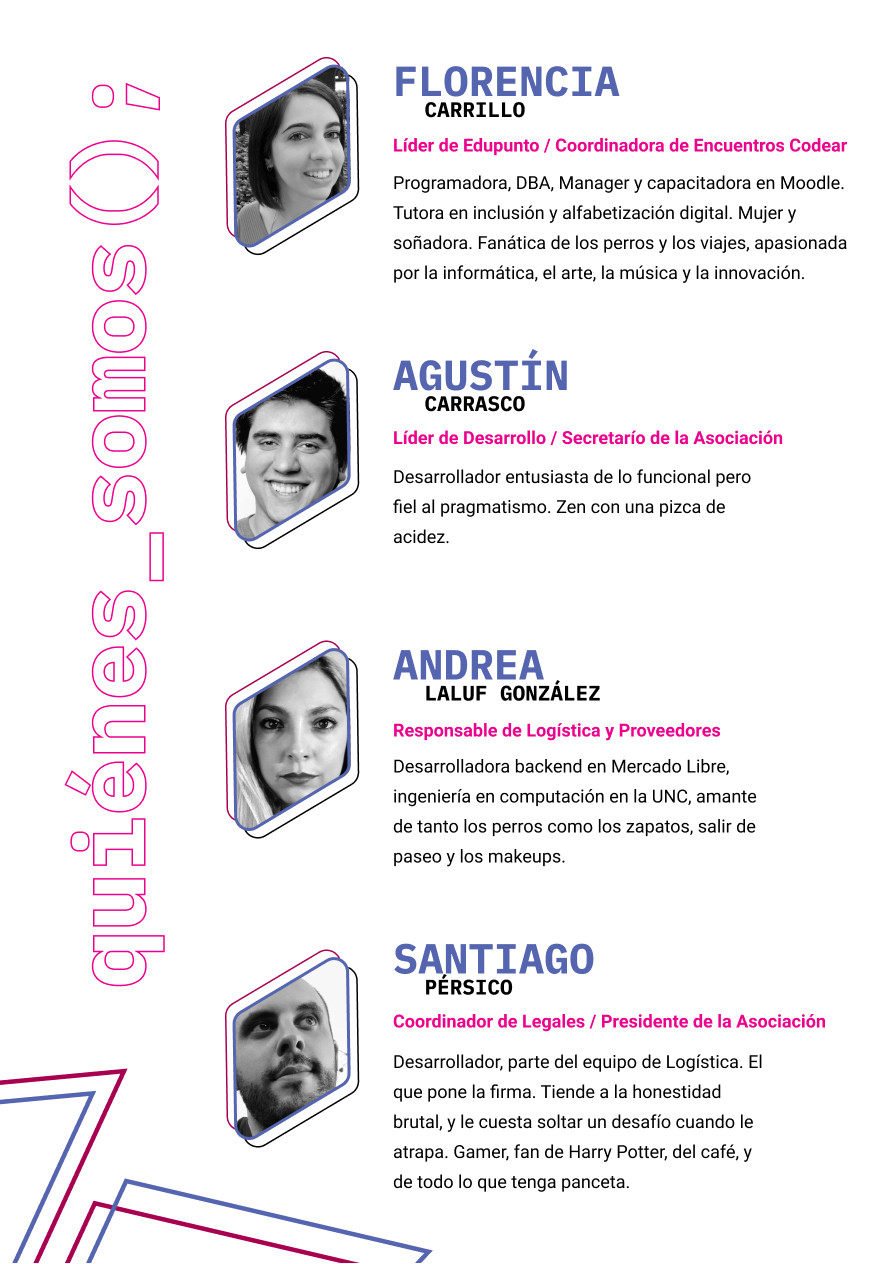 quiénes_somos();
FLORENCIA
CARRILLO
Líder de Edupunto / Coordinadora de Encuentros Codear
Programadora, DBA, Manager y capacitadora en Moodle.
Tutora en inclusión y alfabetización digital. Mujer y
soñadora. Fanática de los perros y los viajes, apasionada
por la informática, el arte, la música y la innovación.
AGUSTÍN
CARRASCO
Líder de Desarrollo / Secretarío de la Asociación
Desarrollador entusiasta de lo funcional pero
fiel al pragmatismo. Zen con una pizca de
acidez.
ANDREA
LALUF GONZÁLEZ
Responsable de Logística y Proveedores
Desarrolladora backend en Mercado Libre,
ingeniería en computación en la UNC, amante
de tanto los perros como los zapatos, salir de
paseo y los makeups.
SANTIAGO
PÉRSICO
Coordinador de Legales / Presidente de la Asociación
Desarrollador, parte del equipo de Logística. El
que pone la firma. Tiende a la honestidad
brutal, y le cuesta soltar un desafío cuando le
atrapa. Gamer, fan de Harry Potter, del café, y
de todo lo que tenga panceta.